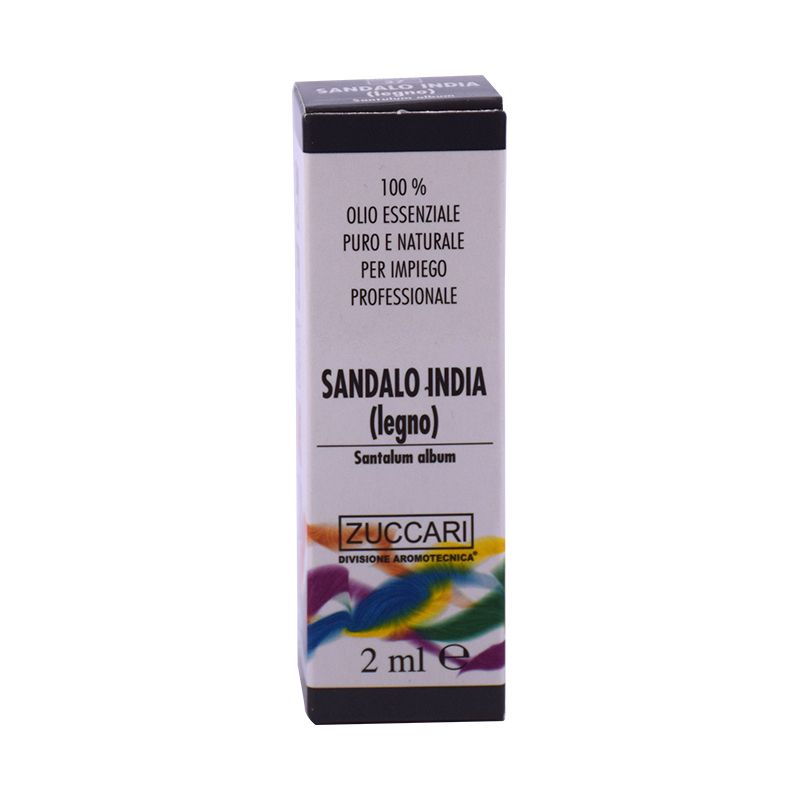 SANDALO INDIA
(legno)
Santalum album
100 %
OLIO ESSENZIALE
PURO E NATURALE
PER IMPIEGO
PROFESSIONALE
SANDALO INDIA
(legno)
Santalum album
ZUCCARI
DIVISIONE AROMOTECNICA®
2 ml ℮